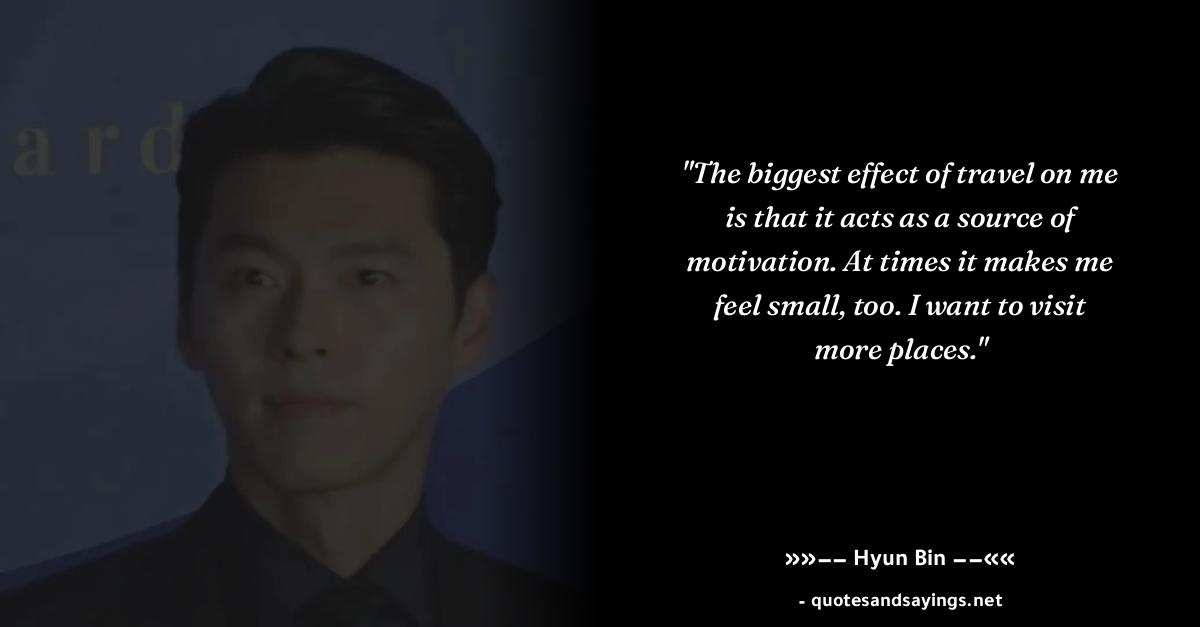 ard
"The biggest effect of travel on me
is that it acts as a source of
motivation. At times it makes me
feel small, too. I want to visit
more places."
»»–– Hyun Bin ––««
- quotesandsayings.net